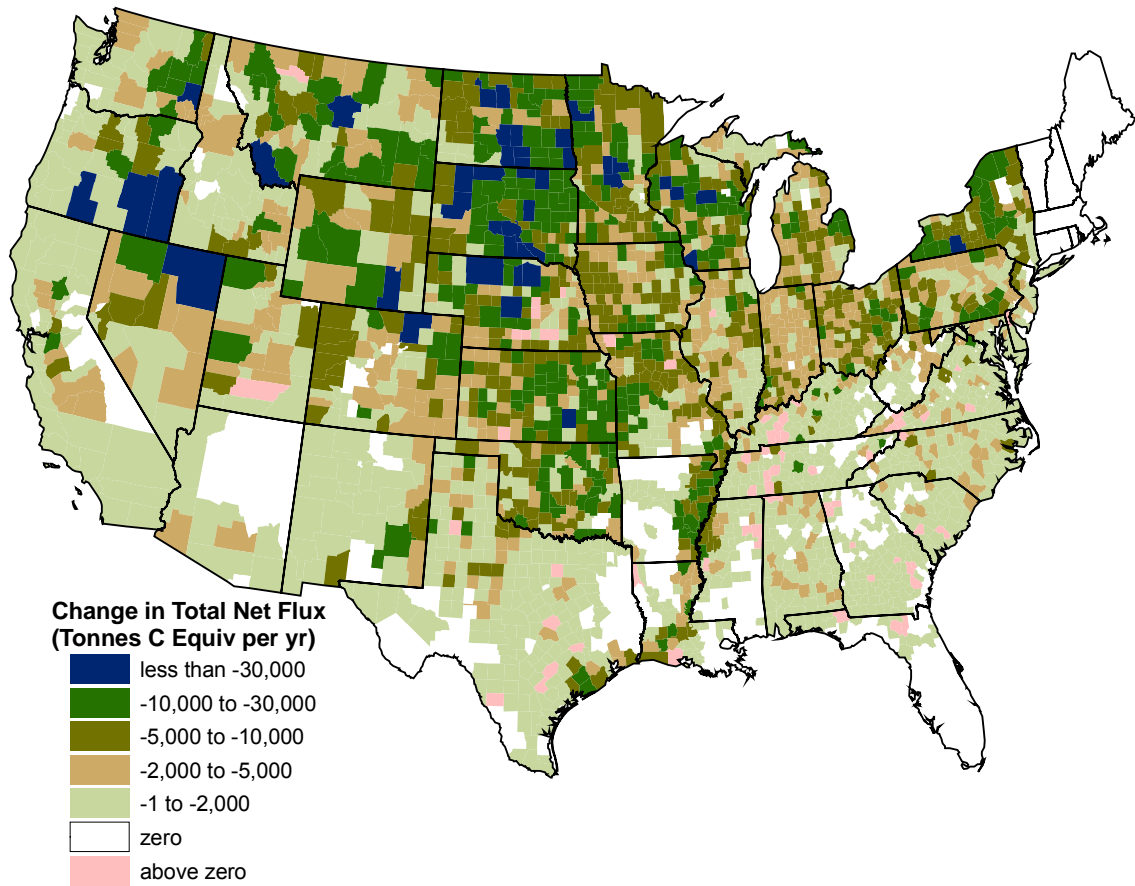 Change in Total Net Flux
(Tonnes C Equiv per yr)
less than -30,000
-10,000 to -30,000
-5,000 to -10,000
-2,000 to -5,000
-1 to -2,000
zero
above zero